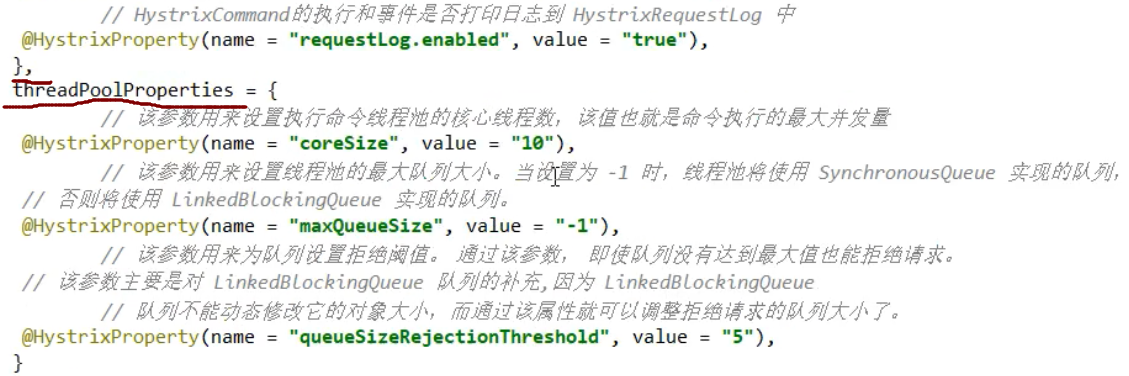 // HystrixCommand的执行和事件是否打印日志到 HystrixRequestLog 中
@HystrixProperty(name = "requestLog.enabled", value = "true"),
},
threadPoolProperties = {
// 该参数用来设置执行命令线程池的核心线程数，该值也就是命令执行的最大并发量
@HystrixProperty(name = "coreSize", value = "10"),
// 该参数用来设置线程池的最大队列大小。当设置为 -1 时，线程池将使用 SynchronousQueue 实现的队列，
// 否则将使用 LinkedBlockingQueue 实现的队列。
@HystrixProperty(name = "maxQueueSize", value = "-1"),
// 该参数用来为队列设置拒绝阈值。 通过该参数， 即使队列没有达到最大值也能拒绝请求。
// 该参数主要是对 LinkedBlockingQueue 队列的补充,因为 LinkedBlockingQueue
// 队列不能动态修改它的对象大小，而通过该属性就可以调整拒绝请求的队列大小了。
@HystrixProperty(name = "queueSizeRejectionThreshold", value = "5"),
}